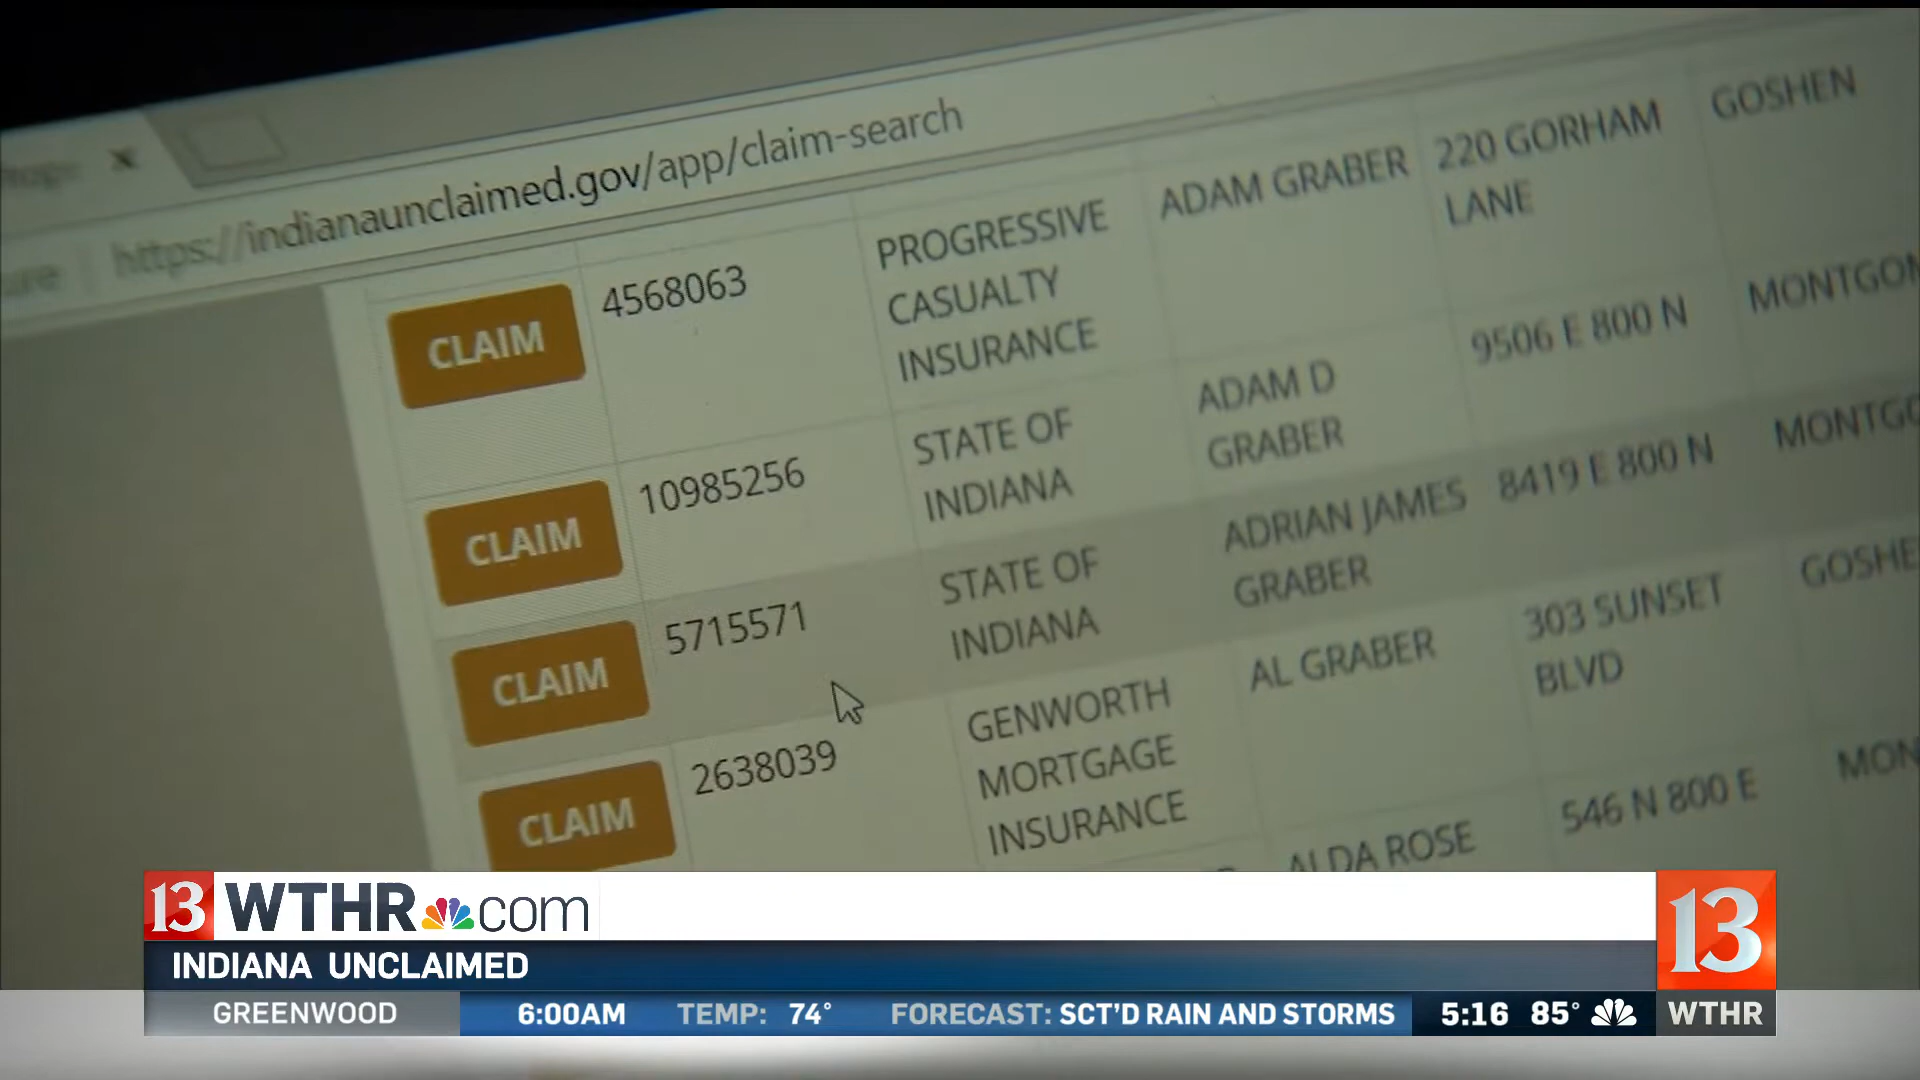 https://indianaunclaimed.gov/app/claim-search
CLAIM
4568063
PROGRESSIVE
CASUALTY
INSURANCE
ADAM GRABER
220 GORHAM
LANE
GOSHEN
CLAIM
10985256
STATE OF
INDIANA
ADAM D
GRABER
9506 E 800 N
MONTGOM
CLAIM
5715571
STATE OF
INDIANA
ADRIAN JAMES
GRABER
8419 E 800 N
MONTGO
CLAIM
2638039
GENWORTH
MORTGAGE
INSURANCE
AL GRABER
303 SUNSET
BLVD
GOSHE
ALDA ROSE
546 N 800 E
MON
13 WTHR.com
INDIANA UNCLAIMED
GREENWOOD 6:00AM TEMP: 74° FORECAST: SCT'D RAIN AND STORMS 5:16 85°
13
WTHR